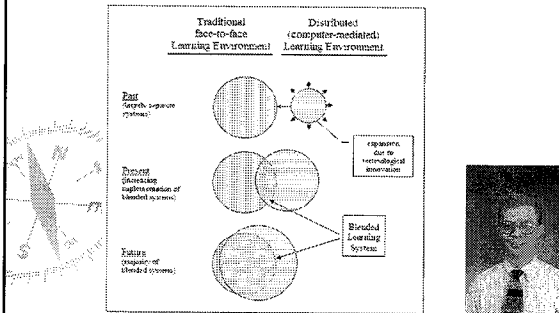 Traditional
face-to-face
Learning Environment
Distributed
(computer-mediated)
Learning Environment
Past
(largely separate
systems)
expansion
due to
technological
innovation
Present
(increasing
implementation of
blended systems)
Blended
Learning
System
Future
(majority of
blended systems)